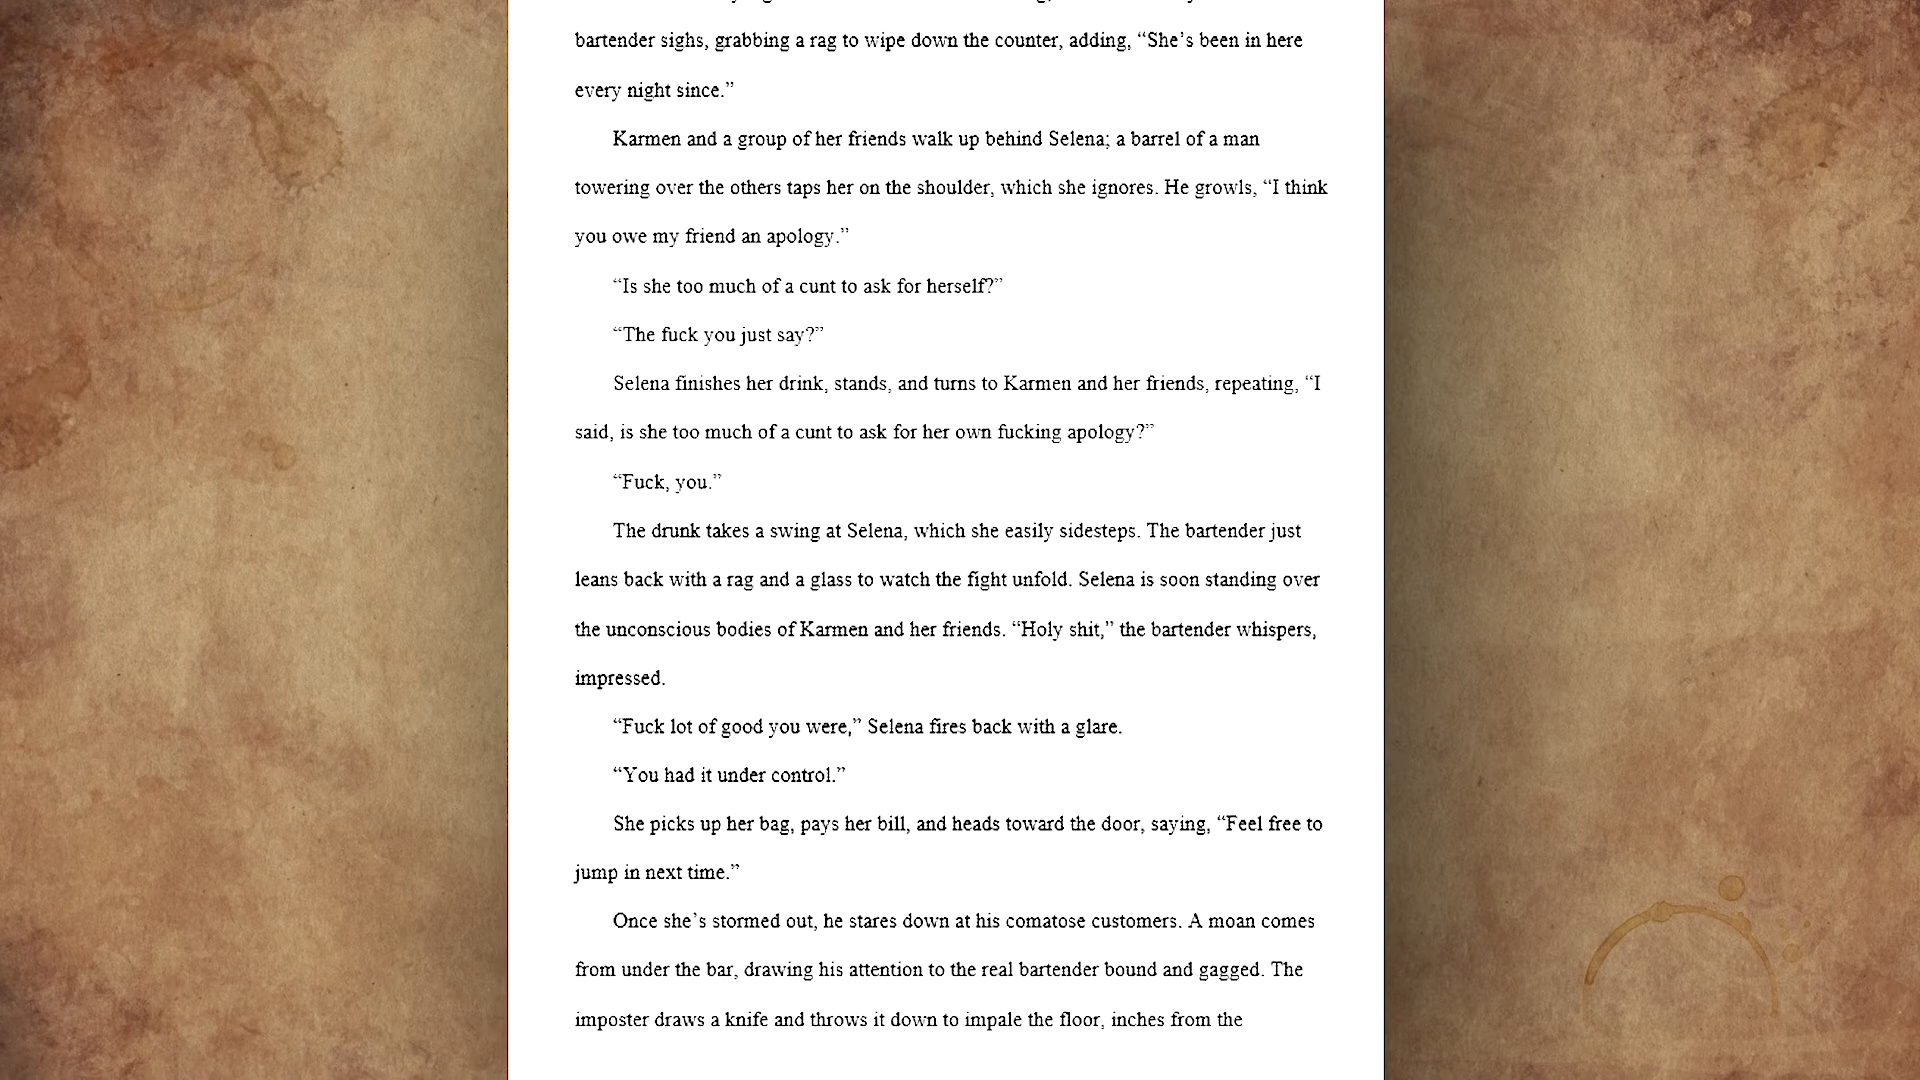 bartender sighs, grabbing a rag to wipe down the counter, adding, “She’s been in here
every night since.”
Karmen and a group of her friends walk up behind Selena; a barrel of a man
towering over the others taps her on the shoulder, which she ignores. He growls, “I think
you owe my friend an apology.”
“Is she too much of a cunt to ask for herself?”
“The fuck you just say?”
Selena finishes her drink, stands, and turns to Karmen and her friends, repeating, “I
said, is she too much of a cunt to ask for her own fucking apology?”
“Fuck, you.”
The drunk takes a swing at Selena, which she easily sidesteps. The bartender just
leans back with a rag and a glass to watch the fight unfold. Selena is soon standing over
the unconscious bodies of Karmen and her friends. “Holy shit,” the bartender whispers,
impressed.
“Fuck lot of good you were,” Selena fires back with a glare.
“You had it under control.”
She picks up her bag, pays her bill, and heads toward the door, saying, “Feel free to
jump in next time.”
Once she’s stormed out, he stares down at his comatose customers. A moan comes
from under the bar, drawing his attention to the real bartender bound and gagged. The
imposter draws a knife and throws it down to impale the floor, inches from the